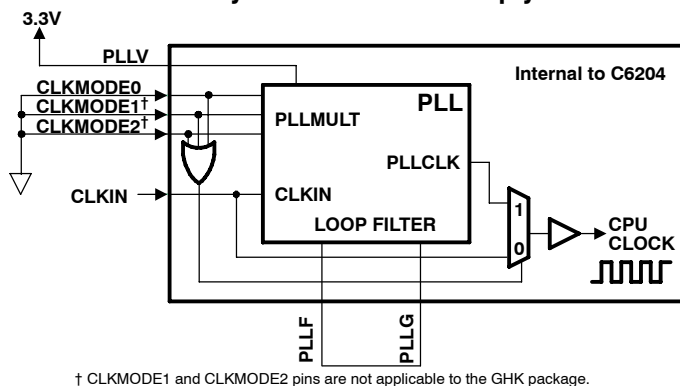 3.3V
PLLV
Internal to C6204
CLKMODE0
CLKMODE1†
CLKMODE2†
PLL
PLLMULT
PLLCLK
CLKIN
CLKIN
LOOP FILTER
1
0
CPU
CLOCK
PLLF
PLLG
† CLKMODE1 and CLKMODE2 pins are not applicable to the GHK package.